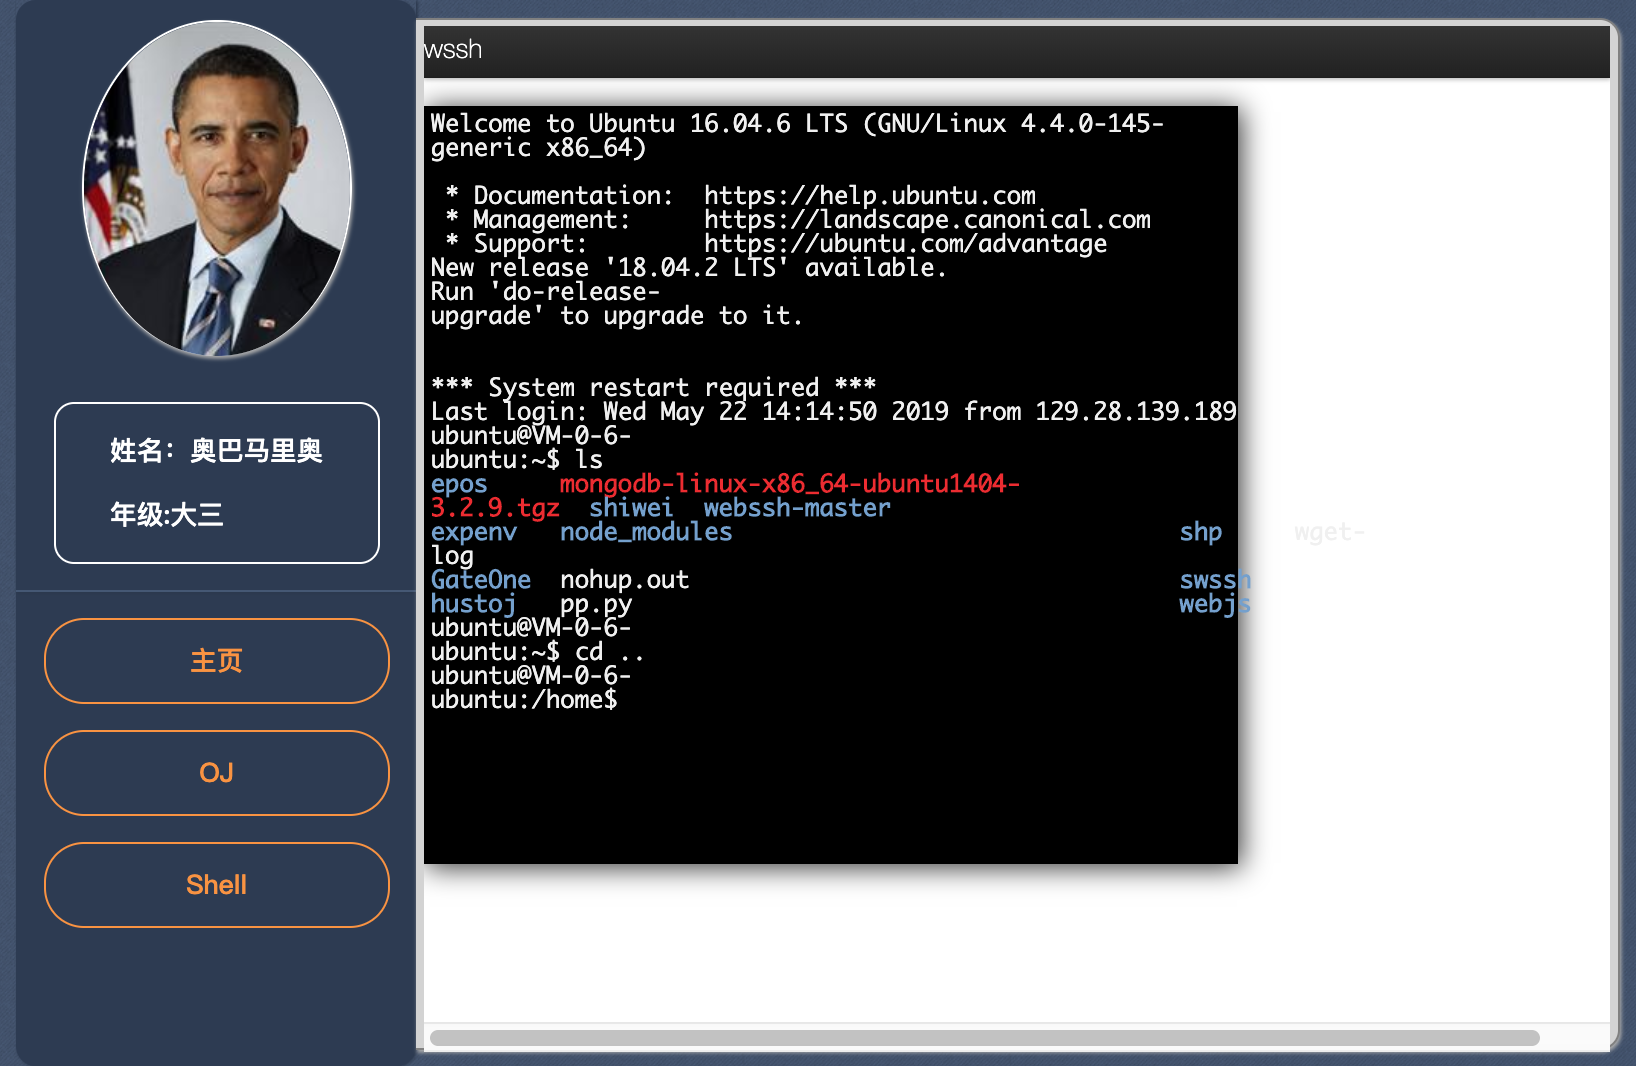 姓名：奥巴马里奥
年级:大三
主页
OJ
Shell
wssh
Welcome to Ubuntu 16.04.6 LTS (GNU/Linux 4.4.0-145-
generic x86_64)
* Documentation:  https://help.ubuntu.com
* Management:     https://landscape.canonical.com
* Support:        https://ubuntu.com/advantage
New release '18.04.2 LTS' available.
Run 'do-release-
upgrade' to upgrade to it.
*** System restart required ***
Last login: Wed May 22 14:14:50 2019 from 129.28.139.189
ubuntu@VM-0-6-
ubuntu:~$ ls
epos     mongodb-linux-x86_64-ubuntu1404-
3.2.9.tgz  shiwei  webssh-master
expenv   node_modules                               shp     wget-
log
GateOne  nohup.out                                  swssh
hustoj   pp.py                                      webjs
ubuntu@VM-0-6-
ubuntu:~$ cd ..
ubuntu@VM-0-6-
ubuntu:/home$